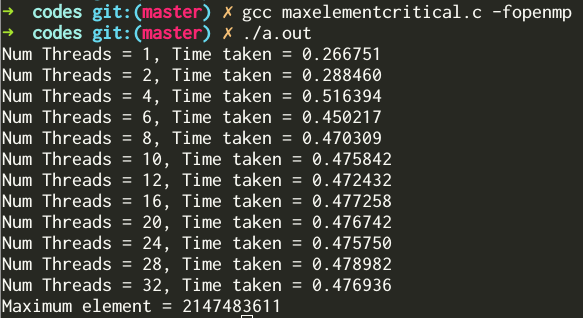 ➜  codes git:(master) ✗ gcc maxelementcritical.c -fopenmp
➜  codes git:(master) ✗ ./a.out
Num Threads = 1, Time taken = 0.266751
Num Threads = 2, Time taken = 0.288460
Num Threads = 4, Time taken = 0.516394
Num Threads = 6, Time taken = 0.450217
Num Threads = 8, Time taken = 0.470309
Num Threads = 10, Time taken = 0.475842
Num Threads = 12, Time taken = 0.472432
Num Threads = 16, Time taken = 0.477258
Num Threads = 20, Time taken = 0.476742
Num Threads = 24, Time taken = 0.475750
Num Threads = 28, Time taken = 0.478982
Num Threads = 32, Time taken = 0.476936
Maximum element = 2147483611